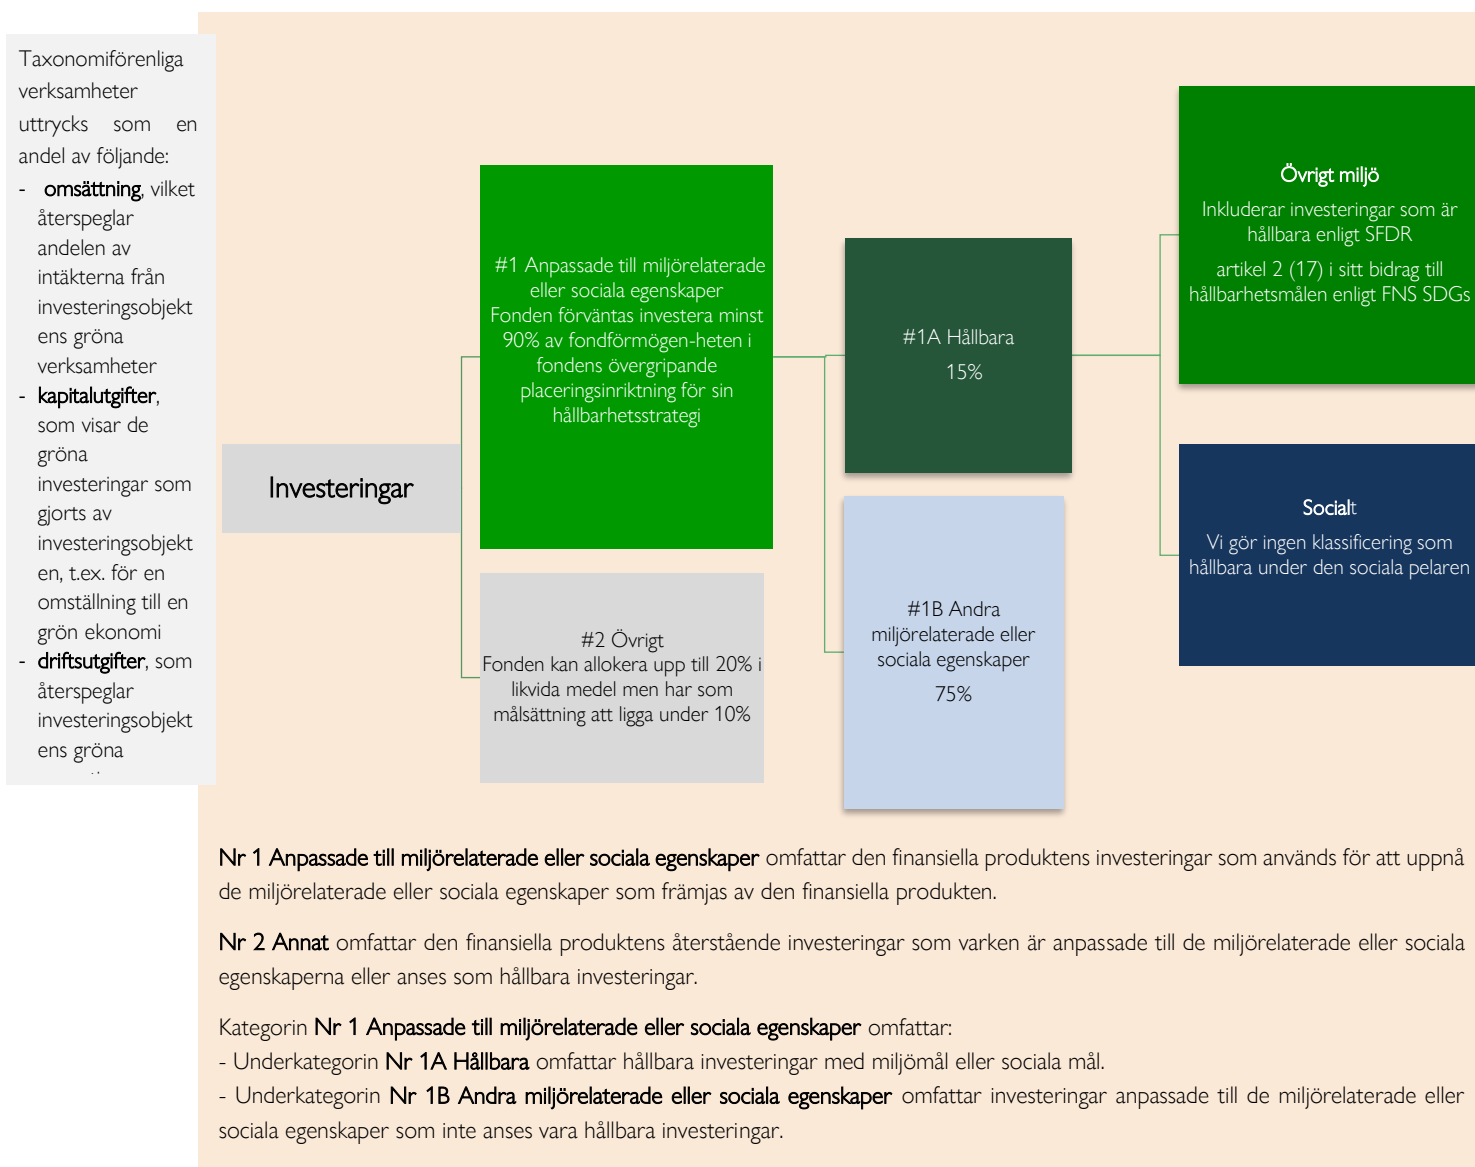 Taxonomiförenliga
verksamheter
uttrycks som en
andel av följande:
- omsättning, vilket
återspeglar
andelen av
intäkterna från
investeringsobjekt
ens gröna
verksamheter
- kapitalutgifter,
som visar de
gröna
investeringar som
gjorts av
investeringsobjekt
en, t.ex. för en
omställning till en
grön ekonomi
- driftsutgifter, som
återspeglar
investeringsobjekt
ens gröna
Investeringar
#1 Anpassade till miljörelaterade
eller sociala egenskaper
Fonden förväntas investera minst
90% av fondförmögen-heten i
fondens övergripande
placeringsinriktning för sin
hållbarhetsstrategi
#2 Övrigt
Fonden kan allokera upp till 20% i
likvida medel men har som
målsättning att ligga under 10%
#1A Hållbara
15%
#1B Andra
miljörelaterade eller
sociala egenskaper
75%
Övrigt miljö
Inkluderar investeringar som är
hållbara enligt SFDR
artikel 2 (17) i sitt bidrag till
hållbarhetsmålen enligt FNS SDGs
Socialt
Vi gör ingen klassificering som
hållbara under den sociala pelaren
Nr 1 Anpassade till miljörelaterade eller sociala egenskaper omfattar den finansiella produktens investeringar som används för att uppnå
de miljörelaterade eller sociala egenskaper som främjas av den finansiella produkten.
Nr 2 Annat omfattar den finansiella produktens återstående investeringar som varken är anpassade till de miljörelaterade eller sociala
egenskaperna eller anses som hållbara investeringar.
Kategorin Nr 1 Anpassade till miljörelaterade eller sociala egenskaper omfattar:
- Underkategorin Nr 1A Hållbara omfattar hållbara investeringar med miljömål eller sociala mål.
- Underkategorin Nr 1B Andra miljörelaterade eller sociala egenskaper omfattar investeringar anpassade till de miljörelaterade eller
sociala egenskaper som inte anses vara hållbara investeringar.